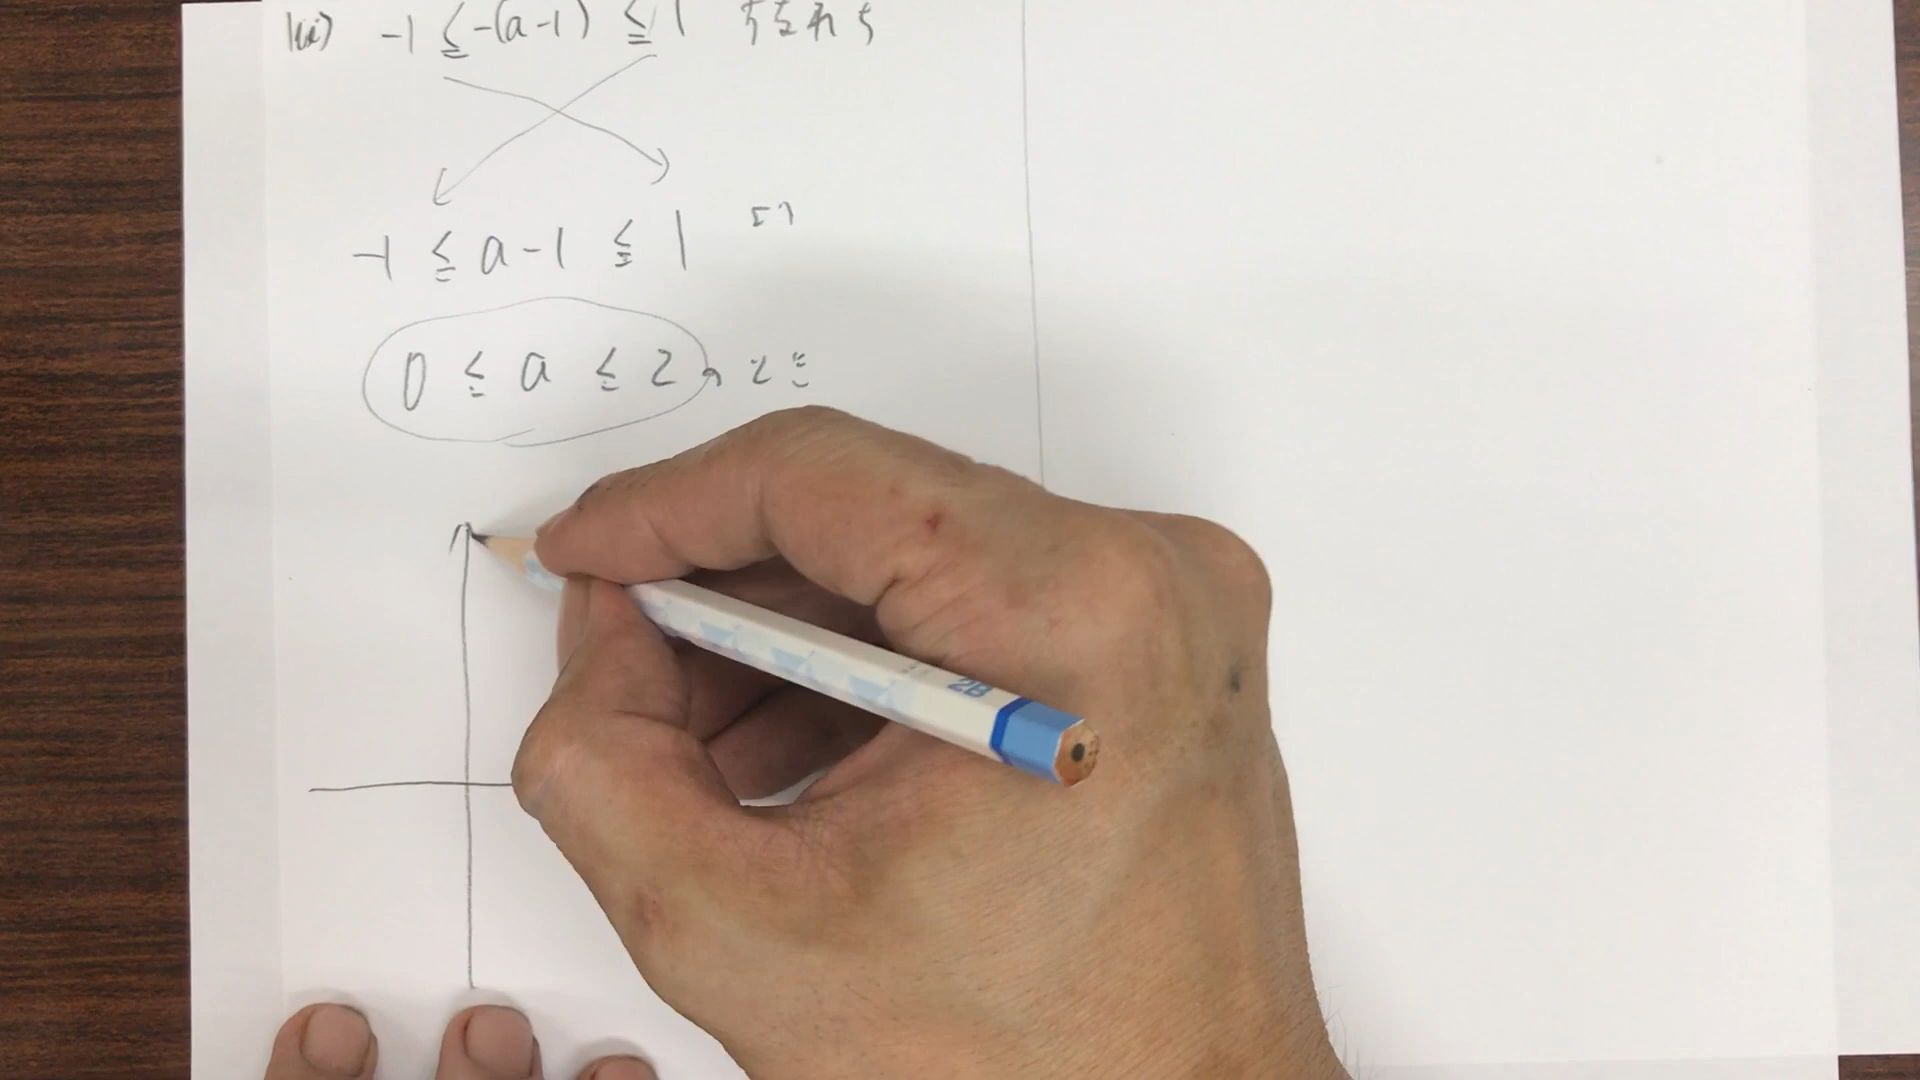 (ii) -1 ≦ -(a-1) ≦ 1 すなわち
-1 ≦ a-1 ≦ 1 より
0 ≦ a ≦ 2 のとき
2B